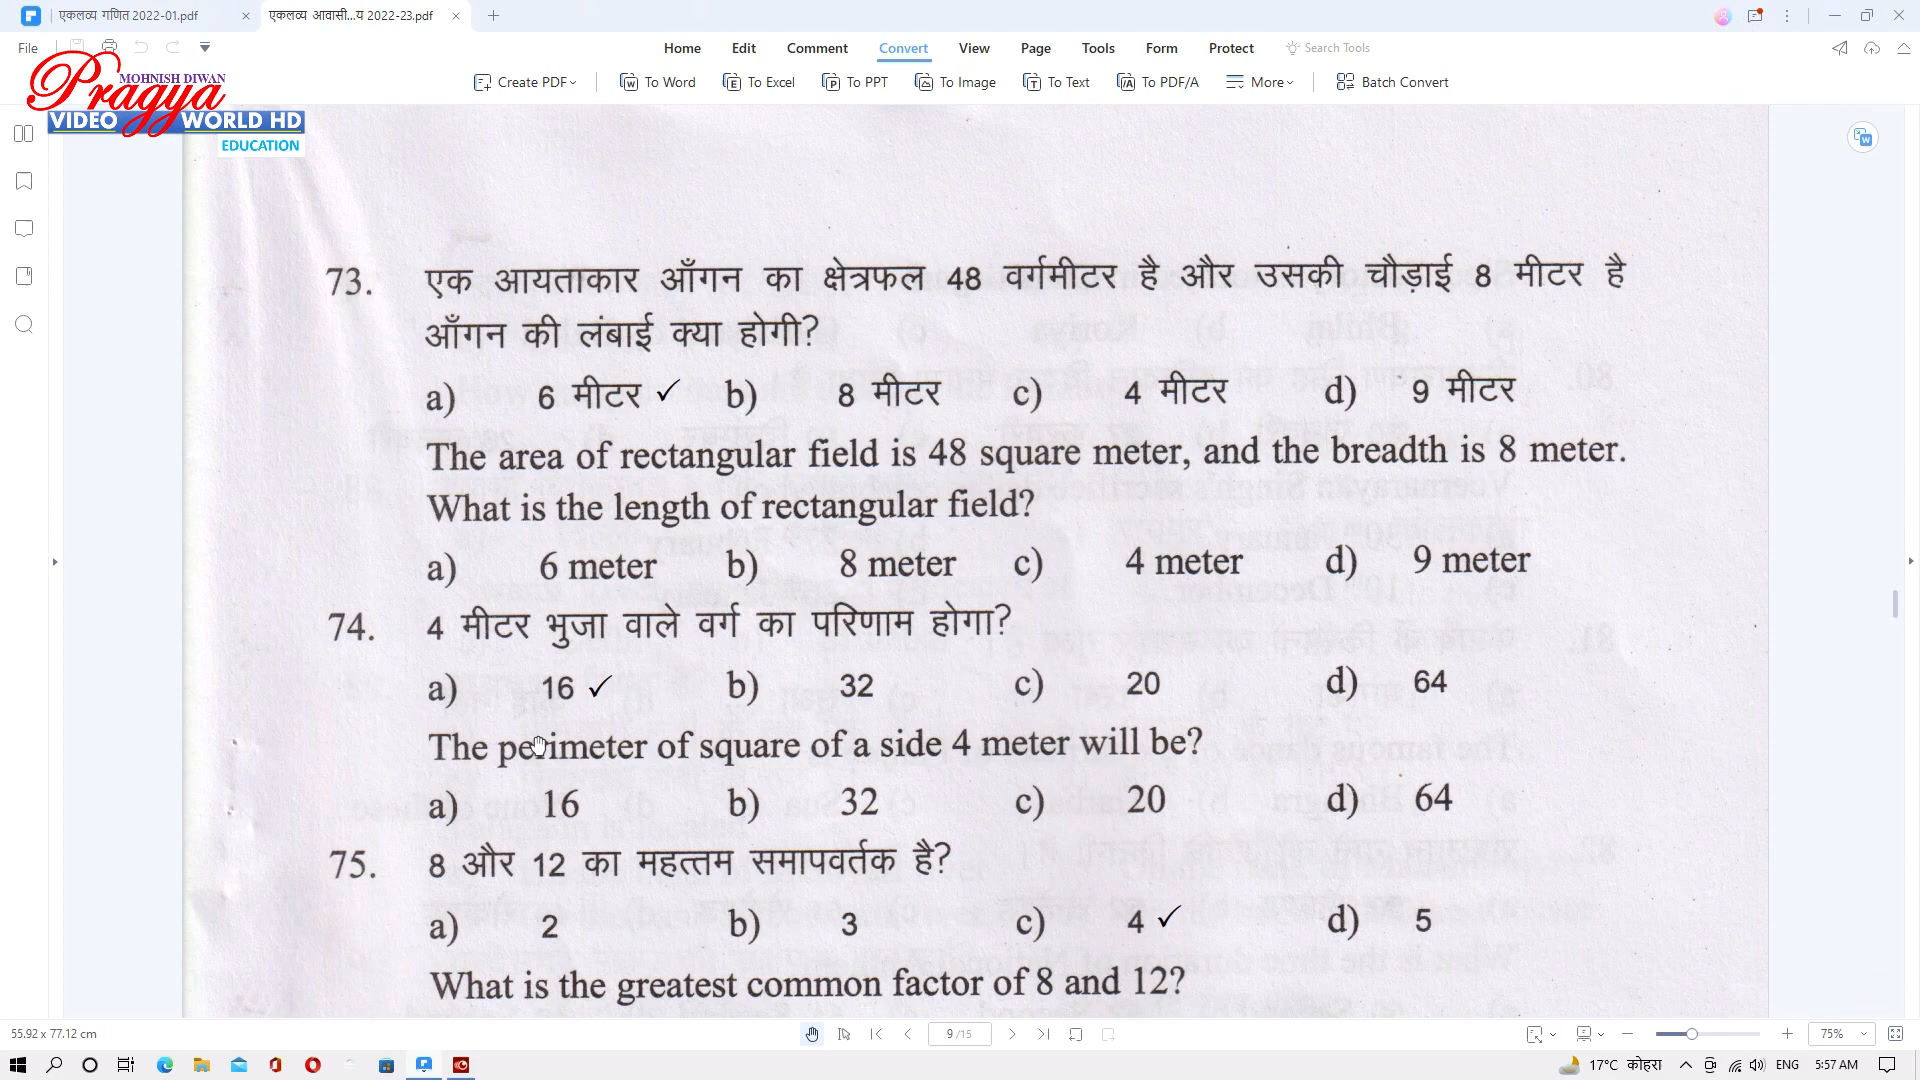 एकलव्य गणित 2022-01.pdf
एकलव्य आवासी...य 2022-23.pdf
File
Home Edit Comment Convert View Page Tools Form Protect Search Tools
Create PDF To Word To Excel To PPT To Image To Text To PDF/A More Batch Convert
MOHNISH DIWAN
Pragya
VIDEO WORLD HD
EDUCATION
73. एक आयताकार आँगन का क्षेत्रफल 48 वर्गमीटर है और उसकी चौड़ाई 8 मीटर है
आँगन की लंबाई क्या होगी?
a) 6 मीटर ✓ b) 8 मीटर c) 4 मीटर d) 9 मीटर
The area of rectangular field is 48 square meter, and the breadth is 8 meter.
What is the length of rectangular field?
a) 6 meter b) 8 meter c) 4 meter d) 9 meter
74. 4 मीटर भुजा वाले वर्ग का परिणाम होगा?
a) 16 ✓ b) 32 c) 20 d) 64
The perimeter of square of a side 4 meter will be?
a) 16 b) 32 c) 20 d) 64
75. 8 और 12 का महत्तम समापवर्तक है?
a) 2 b) 3 c) 4 ✓ d) 5
What is the greatest common factor of 8 and 12?
55.92 x 77.12 cm
9 /15
75%
17°C कोहरा
ENG
5:57 AM